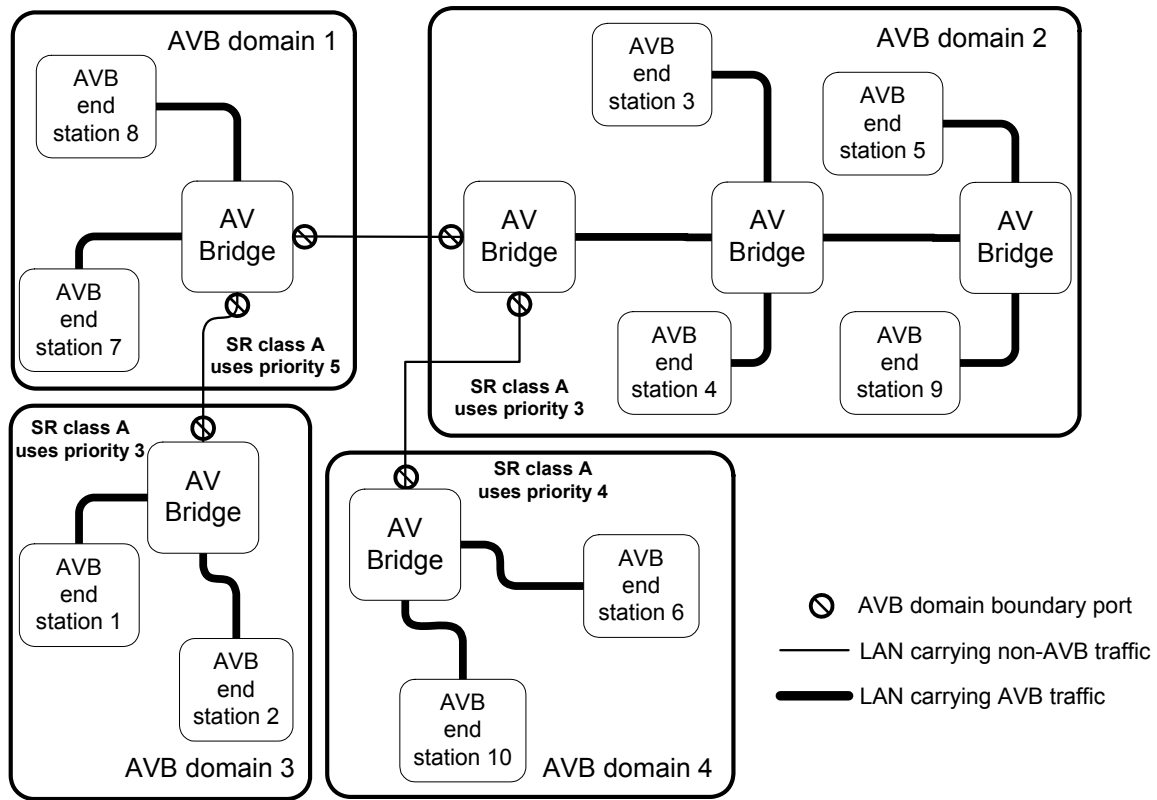 AVB domain 1
AVB
end
station 8
AV
Bridge
AVB
end
station 7
SR class A
uses priority 5
AVB domain 2
AVB
end
station 3
AVB
end
station 5
AV
Bridge
AV
Bridge
AV
Bridge
AVB
end
station 4
AVB
end
station 9
SR class A
uses priority 3
SR class A
uses priority 3
AV
Bridge
AVB
end
station 1
AVB
end
station 2
AVB domain 3
SR class A
uses priority 4
AV
Bridge
AVB
end
station 6
AVB
end
station 10
AVB domain 4
AVB domain boundary port
LAN carrying non-AVB traffic
LAN carrying AVB traffic